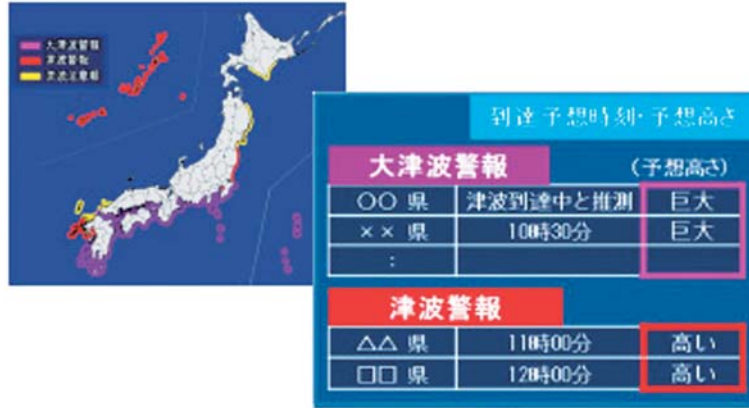 大津波警報
津波警報
津波注意報
到達予想時刻・予想高さ
大津波警報 (予想高さ)
○○ 県 津波到達中と推測 巨大
×× 県 10時30分 巨大
:
津波警報
△△ 県 11時00分 高い
□□ 県 12時00分 高い